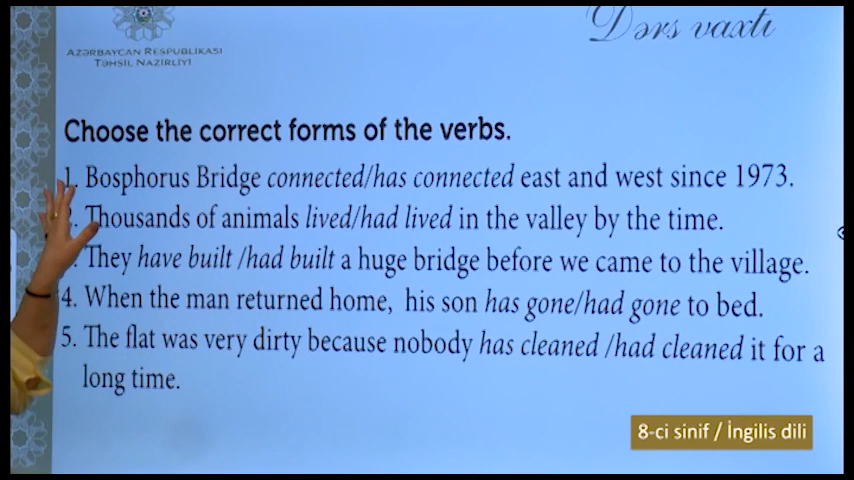 Dərs vaxtı
AZƏRBAYCAN RESPUBLİKASI
TƏHSİL NAZİRLİYİ
Choose the correct forms of the verbs.
1. Bosphorus Bridge connected/has connected east and west since 1973.
2. Thousands of animals lived/had lived in the valley by the time.
They have built /had built a huge bridge before we came to the village.
4. When the man returned home, his son has gone/had gone to bed.
5. The flat was very dirty because nobody has cleaned /had cleaned it for a
long time.
8-ci sinif / İngilis dili